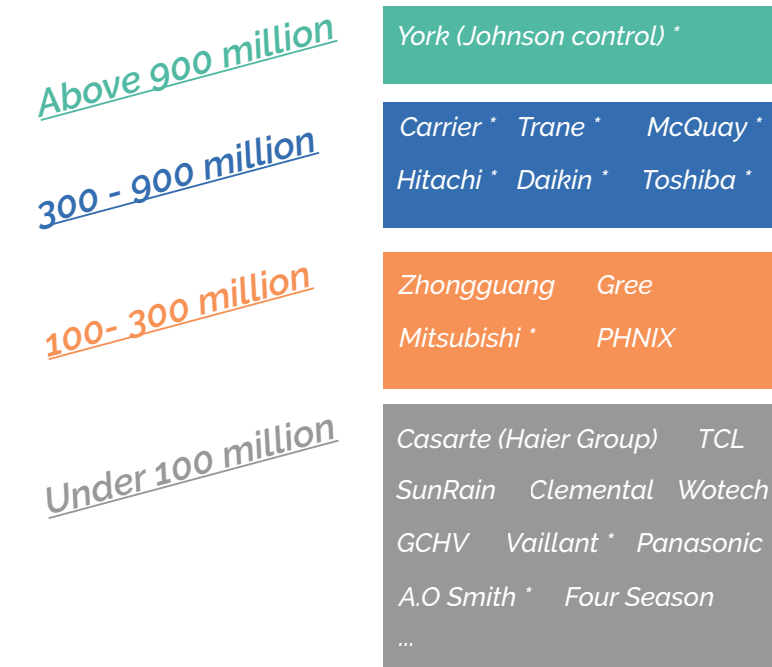 Above 900 million
York (Johnson control) *
300 - 900 million
Carrier * Trane * McQuay *
Hitachi * Daikin * Toshiba *
100- 300 million
Zhongguang Gree
Mitsubishi * PHNIX
Under 100 million
Casarte (Haier Group) TCL
SunRain Clemental Wotech
GCHV Vaillant * Panasonic
A.O Smith * Four Season
...